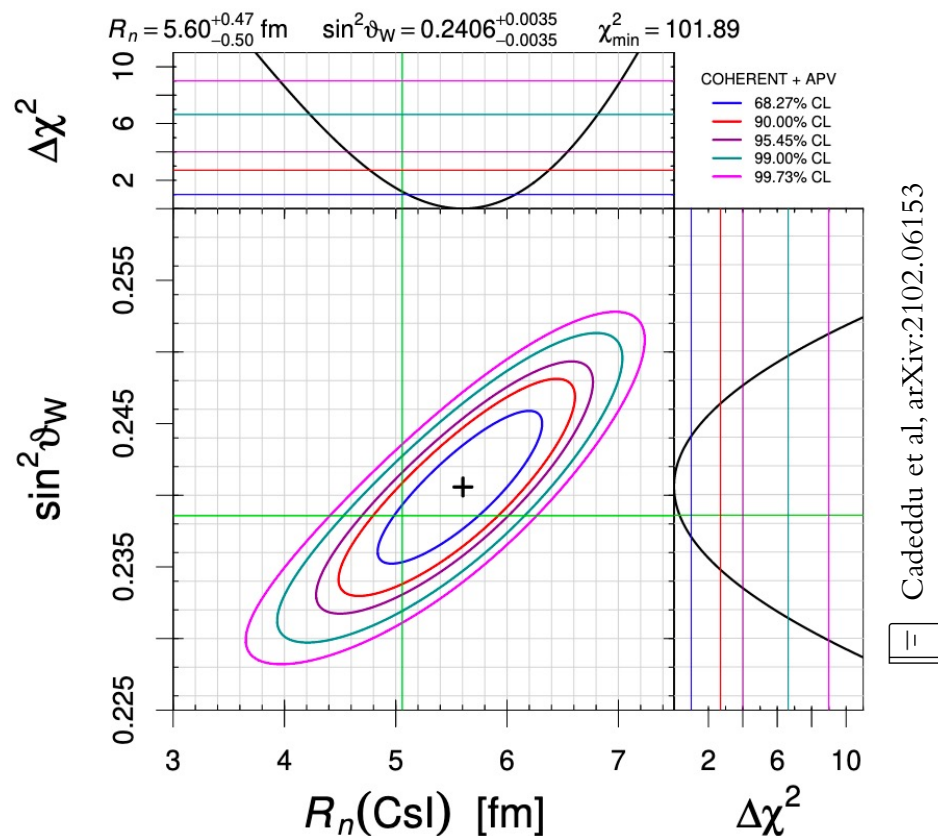 R_n = 5.60^{+0.47}_{-0.50} fm sin²ϑ_W = 0.2406^{+0.0035}_{-0.0035} χ²_min = 101.89
10
6
2
Δχ²
COHERENT + APV
68.27% CL
90.00% CL
95.45% CL
99.00% CL
99.73% CL
0.255
0.245
0.235
0.225
sin²ϑ_W
3 4 5 6 7
R_n(CsI) [fm]
2 6 10
Δχ²
Cadeddu et al, arXiv:2102.06153